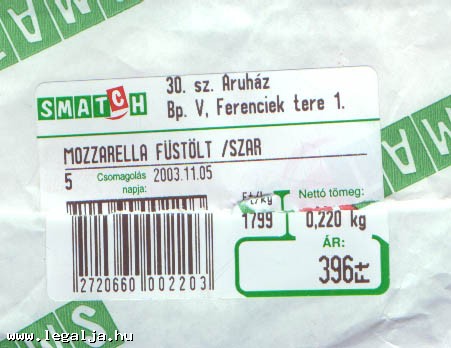 SMATCH
30. sz. Áruház
Bp. V, Ferenciek tere 1.
MOZZARELLA FÜSTÖLT /SZAR
5 Csomagolás napja: 2003.11.05
Ft/kg Nettó tömeg:
1799 0,220 kg
ÁR:
396Ft
2720660 002203
SM
www.legalja.hu